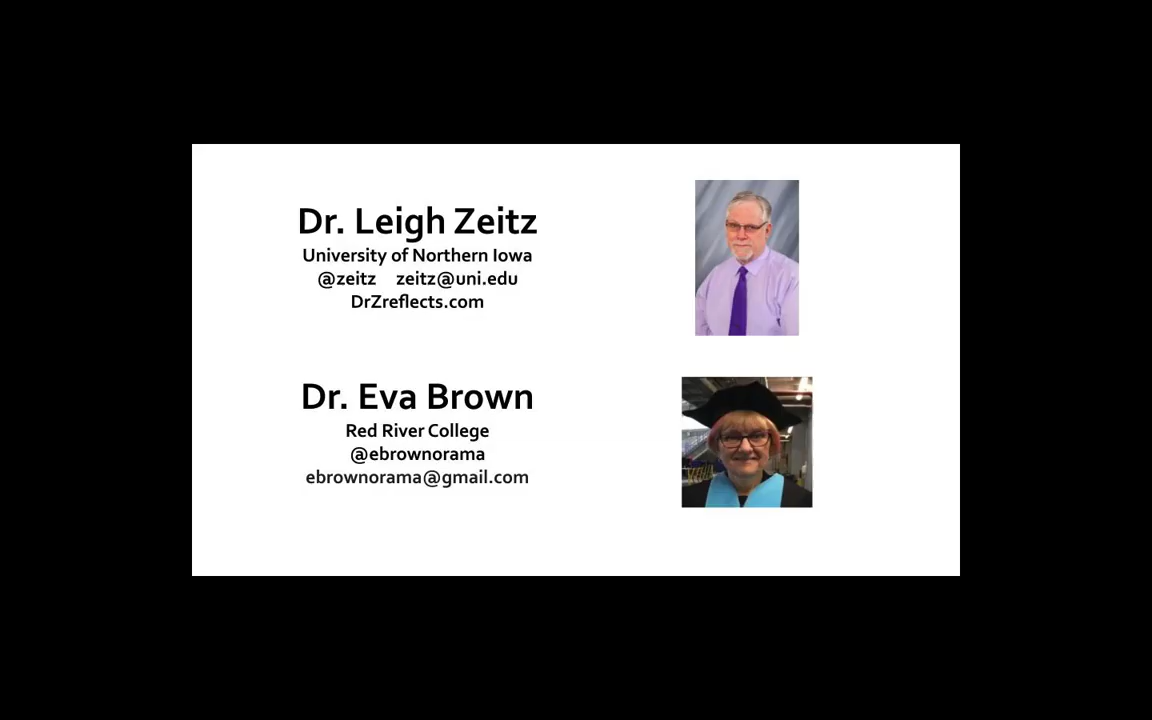 Dr. Leigh Zeitz
University of Northern Iowa
@zeitz zeitz@uni.edu
DrZreflects.com
Dr. Eva Brown
Red River College
@ebrownorama
ebrownorama@gmail.com